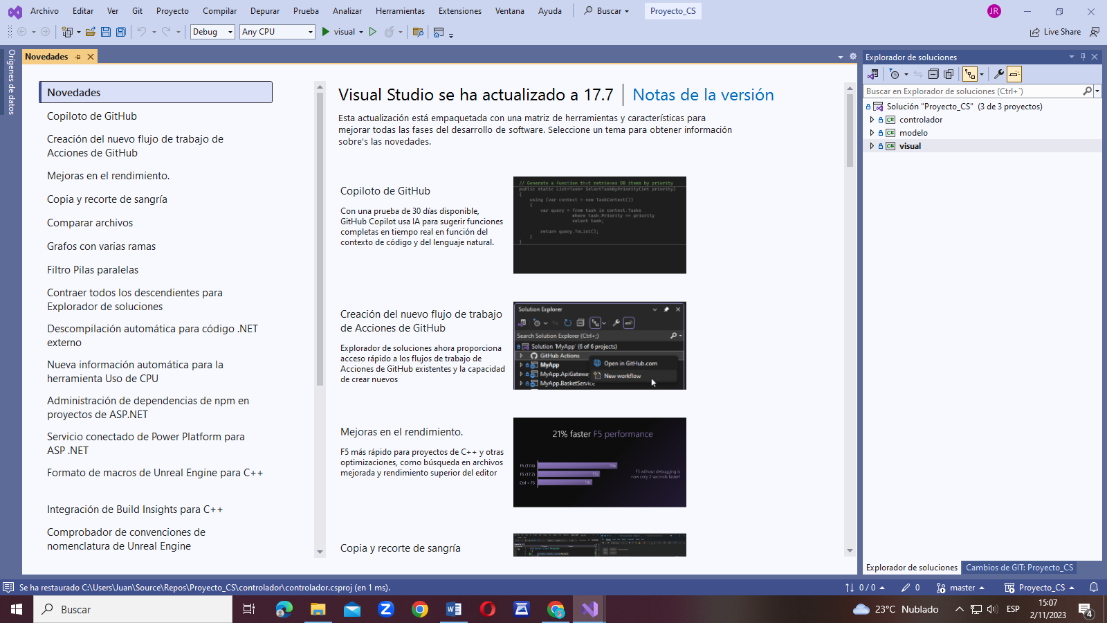 Archivo Editar Ver Git Proyecto Compilar Depurar Prueba Analizar Herramientas Extensiones Ventana Ayuda Buscar Proyecto_CS JR
Debug Any CPU visual Live Share
Orígenes de datos
Novedades
Novedades
Copiloto de GitHub
Creación del nuevo flujo de trabajo de
Acciones de GitHub
Mejoras en el rendimiento.
Copia y recorte de sangría
Comparar archivos
Grafos con varias ramas
Filtro Pilas paralelas
Contraer todos los descendientes para
Explorador de soluciones
Descompilación automática para código .NET
externo
Nueva información automática para la
herramienta Uso de CPU
Administración de dependencias de npm en
proyectos de ASP.NET
Servicio conectado de Power Platform para
ASP .NET
Formato de macros de Unreal Engine para C++
Integración de Build Insights para C++
Comprobador de convenciones de
nomenclatura de Unreal Engine
Visual Studio se ha actualizado a 17.7 Notas de la versión
Esta actualización está empaquetada con una matriz de herramientas y características para
mejorar todas las fases del desarrollo de software. Seleccione un tema para obtener información
sobre's las novedades.
Copiloto de GitHub
Con una prueba de 30 días disponible,
GitHub Copilot usa IA para sugerir funciones
completas en tiempo real en función del
contexto de código y del lenguaje natural.
Creación del nuevo flujo de trabajo
de Acciones de GitHub
Explorador de soluciones ahora proporciona
acceso rápido a los flujos de trabajo de
Acciones de GitHub existentes y la capacidad
de crear nuevos
Solution Explorer
Search Solution Explorer (Ctrl+;)
Solution 'MyApp' (6 of 6 projects)
GitHub Actions
MyApp
MyApp.ApiGatewa
MyApp.BasketService
Open in GitHub.com
New workflow
Mejoras en el rendimiento.
F5 más rápido para proyectos de C++ y otras
optimizaciones, como búsqueda en archivos
mejorada y rendimiento superior del editor
21% faster F5 performance
Copia y recorte de sangría
Explorador de soluciones
Buscar en Explorador de soluciones (Ctrl+´)
Solución "Proyecto_CS" (3 de 3 proyectos)
controlador
modelo
visual
Explorador de soluciones Cambios de GIT: Proyecto_CS
Se ha restaurado C:\Users\Juan\Source\Repos\Proyecto_CS\controlador\controlador.csproj (en 1 ms). 0 / 0 0 master Proyecto_CS
Buscar 23°C Nublado ESP 15:07
2/11/2023 4